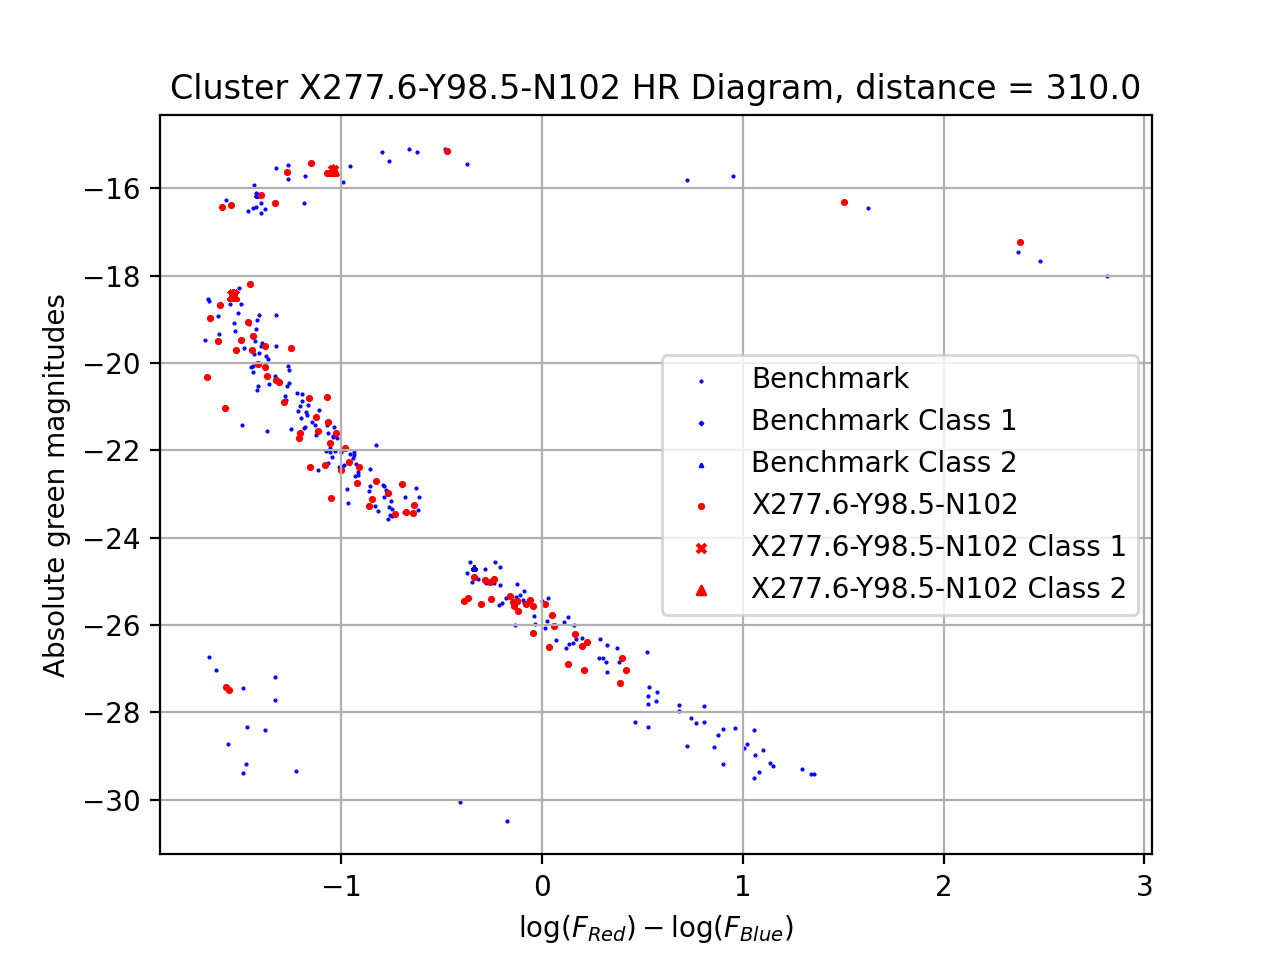 Cluster X277.6-Y98.5-N102 HR Diagram, distance = 310.0
Absolute green magnitudes
−16
−18
−20
−22
−24
−26
−28
−30
Benchmark
Benchmark Class 1
Benchmark Class 2
X277.6-Y98.5-N102
X277.6-Y98.5-N102 Class 1
X277.6-Y98.5-N102 Class 2
−1 0 1 2 3
log(F_Red) − log(F_Blue)